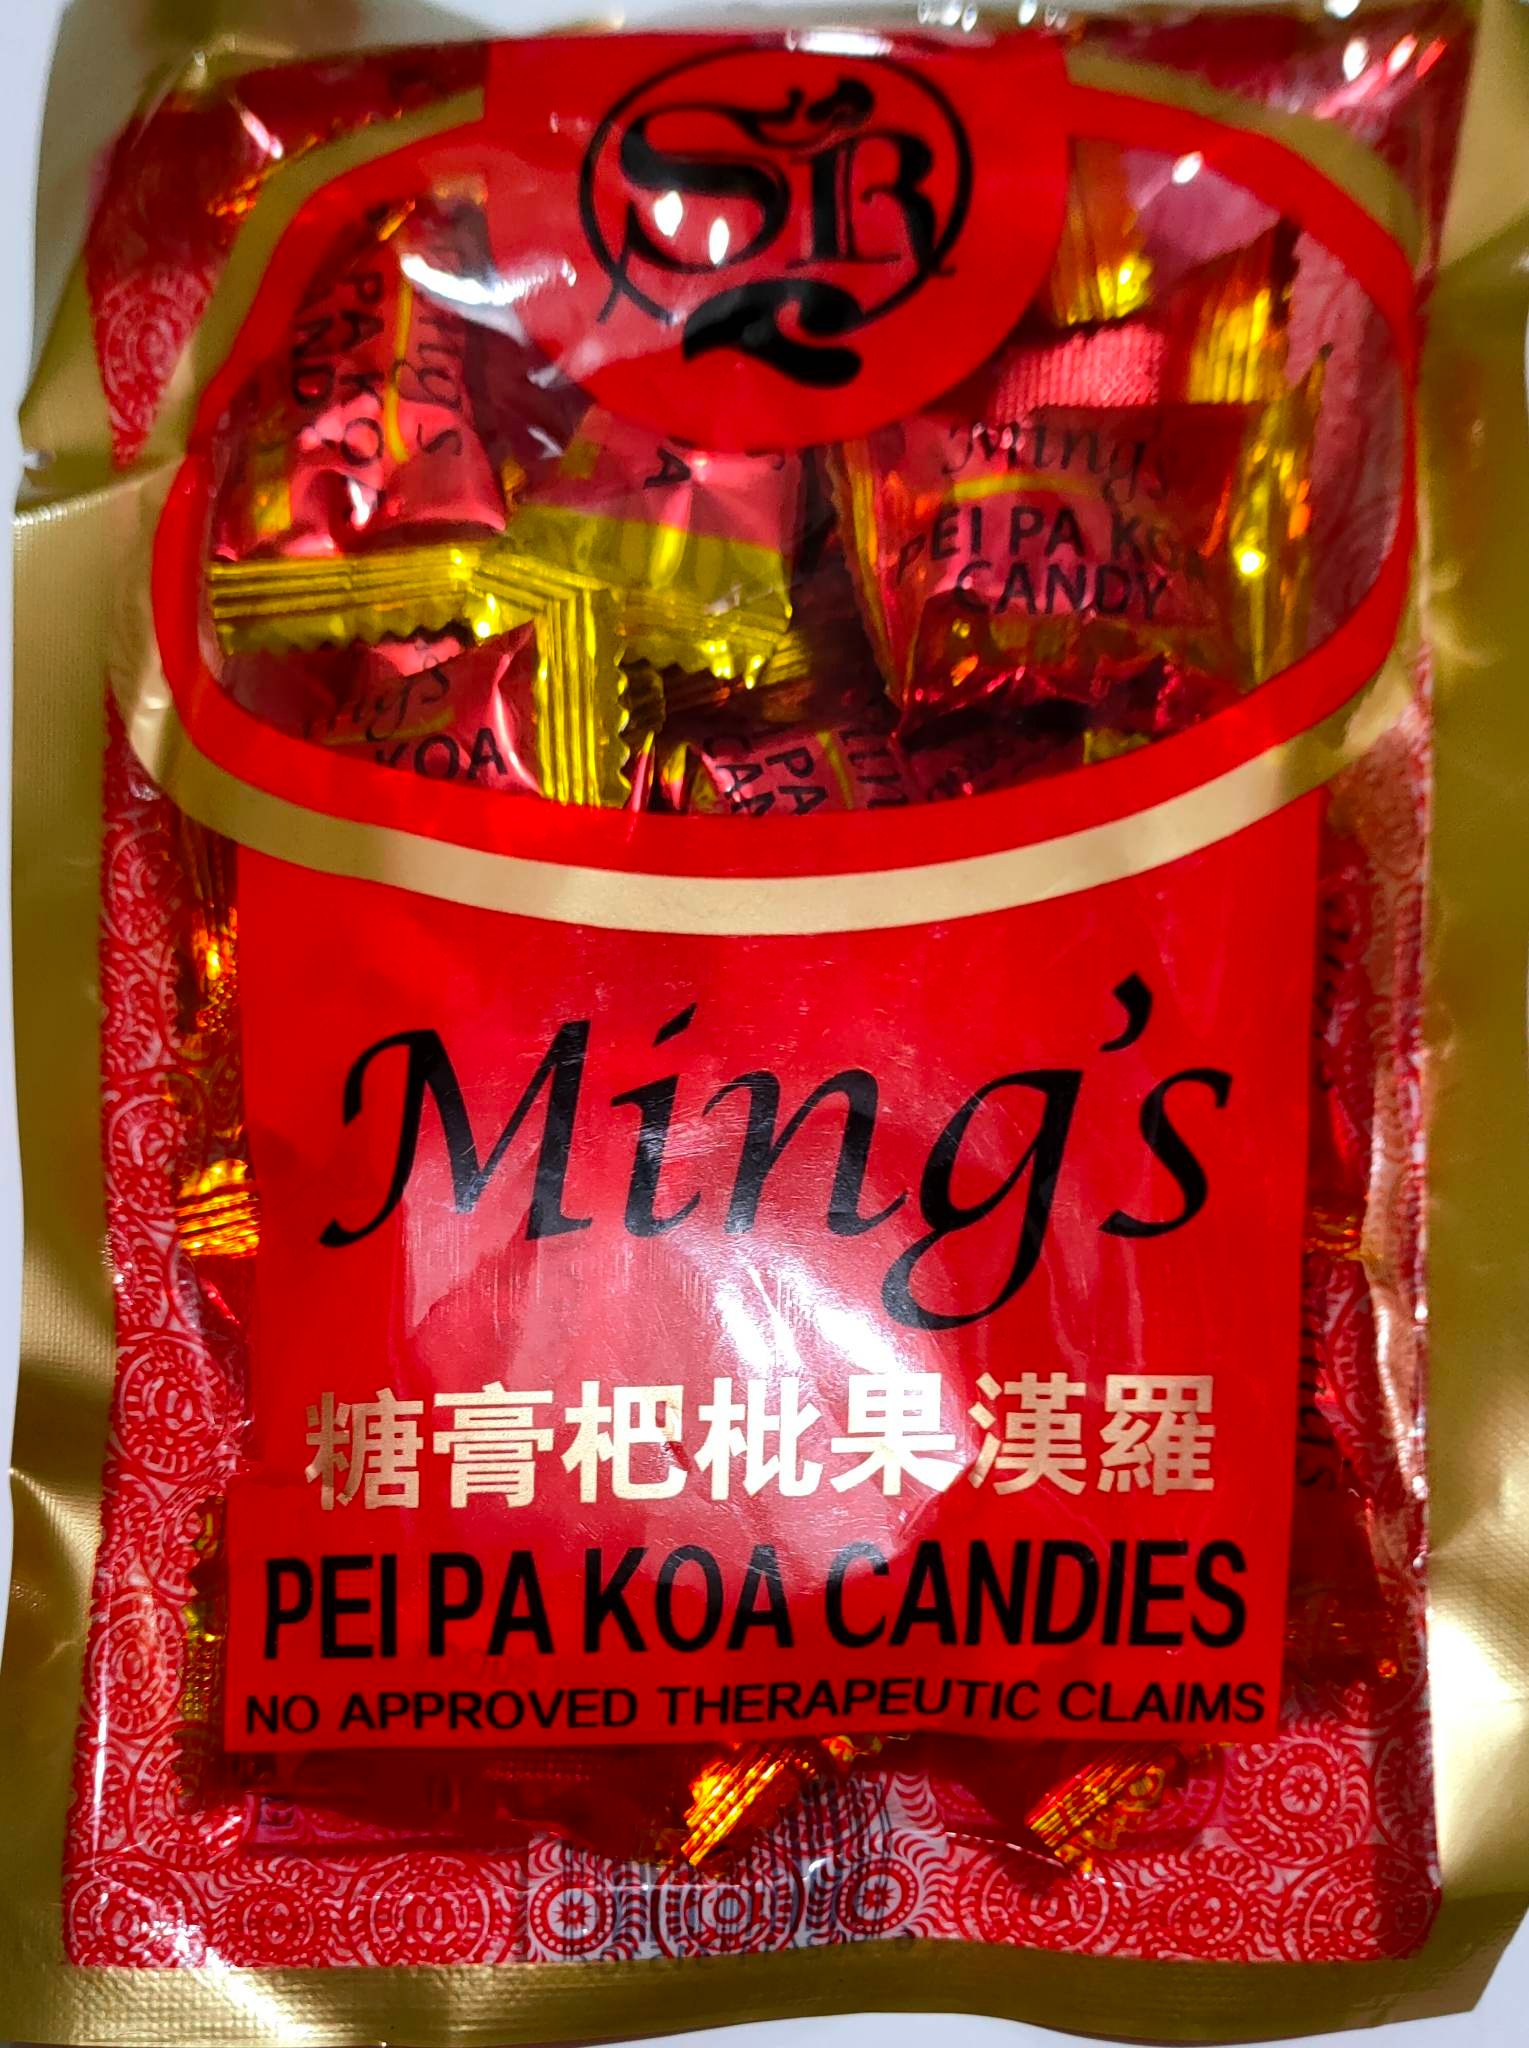 SR
Ming's
PEI PA KOA
CANDY
Ming's
糖膏杷枇果漢羅
PEI PA KOA CANDIES
NO APPROVED THERAPEUTIC CLAIMS